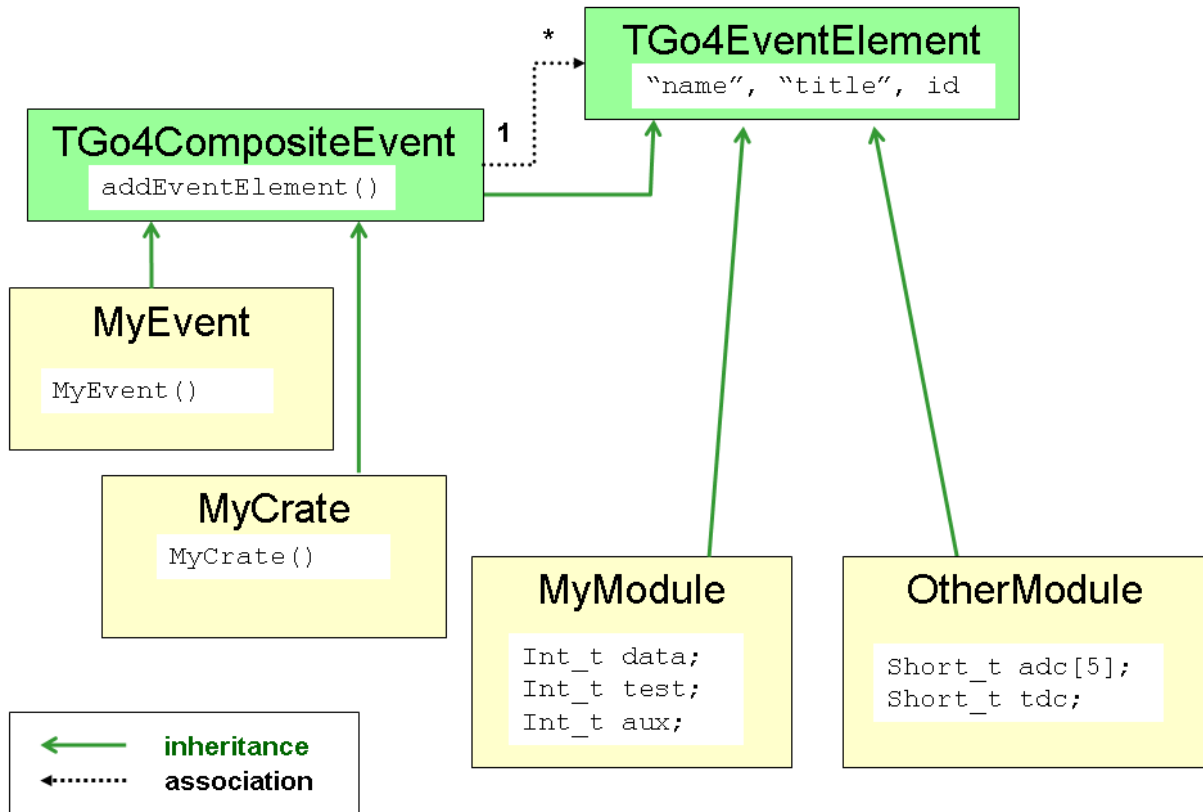 TGo4EventElement
“name”, “title”, id
*
1
TGo4CompositeEvent
addEventElement()
MyEvent
MyEvent()
MyCrate
MyCrate()
MyModule
Int_t data;
Int_t test;
Int_t aux;
OtherModule
Short_t adc[5];
Short_t tdc;
inheritance
association